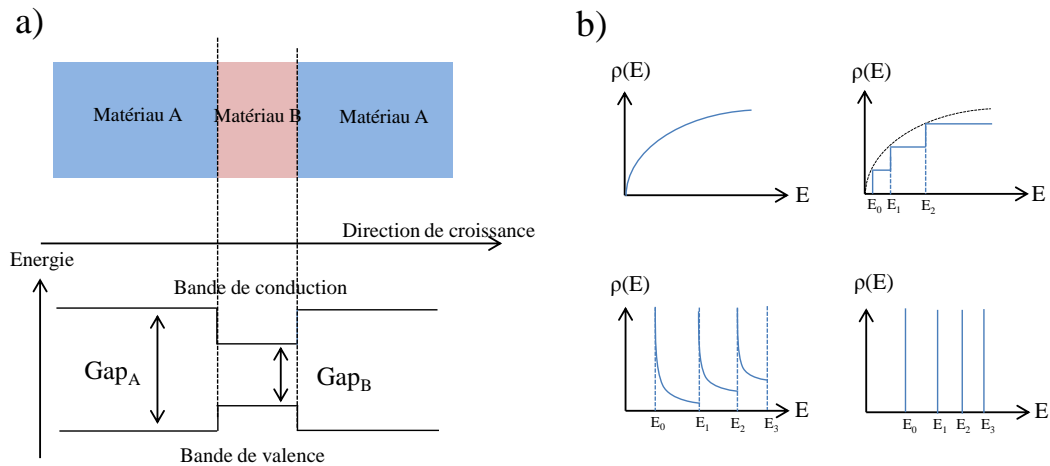 a)
Matériau A
Matériau B
Matériau A
Direction de croissance
Energie
Bande de conduction
Gap_A
Gap_B
Bande de valence
b)
ρ(E)
E
ρ(E)
E_0 E_1 E_2
E
ρ(E)
E_0 E_1 E_2 E_3
E
ρ(E)
E_0 E_1 E_2 E_3
E